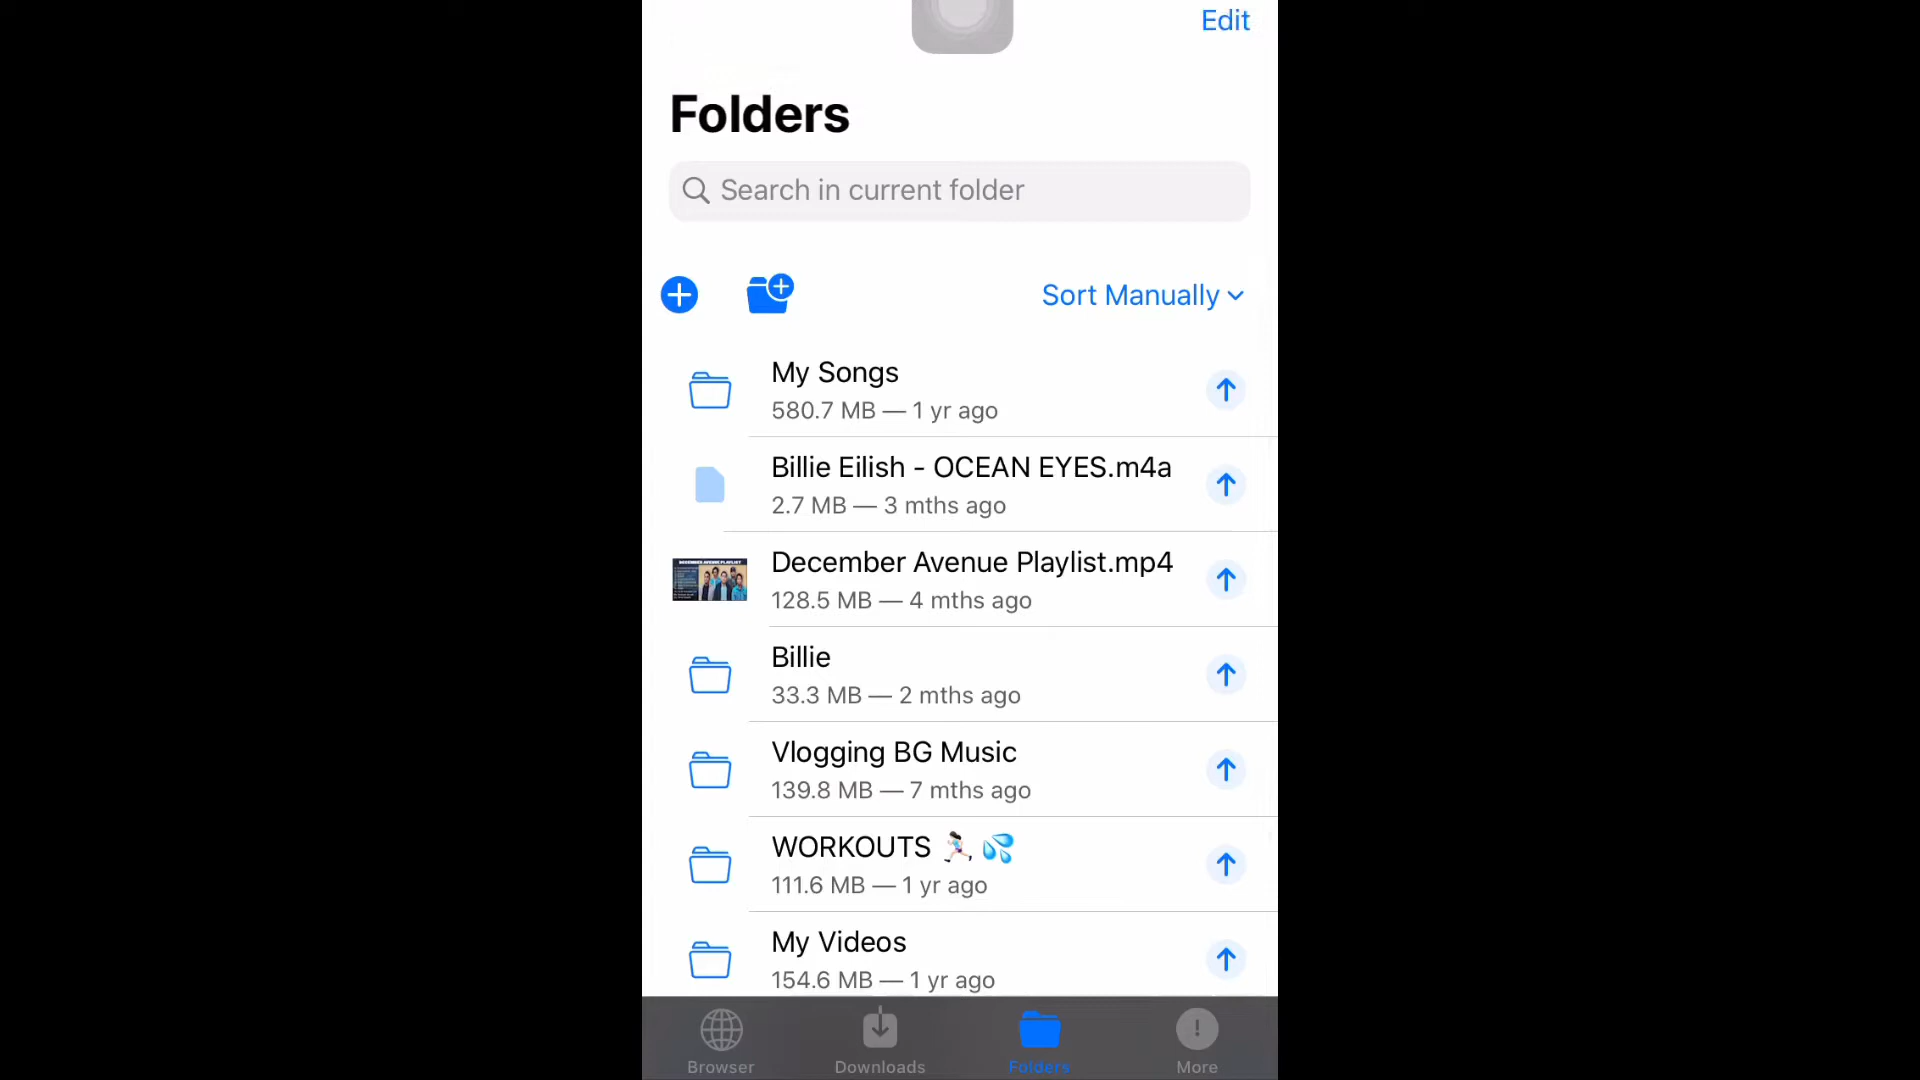 Edit
Folders
Search in current folder
Sort Manually
My Songs
580.7 MB — 1 yr ago
Billie Eilish - OCEAN EYES.m4a
2.7 MB — 3 mths ago
DECEMBER AVENUE PLAYLIST
December Avenue Playlist.mp4
128.5 MB — 4 mths ago
Billie
33.3 MB — 2 mths ago
Vlogging BG Music
139.8 MB — 7 mths ago
WORKOUTS 🏃🏻‍♀️💦
111.6 MB — 1 yr ago
My Videos
154.6 MB — 1 yr ago
Browser
Downloads
Folders
More